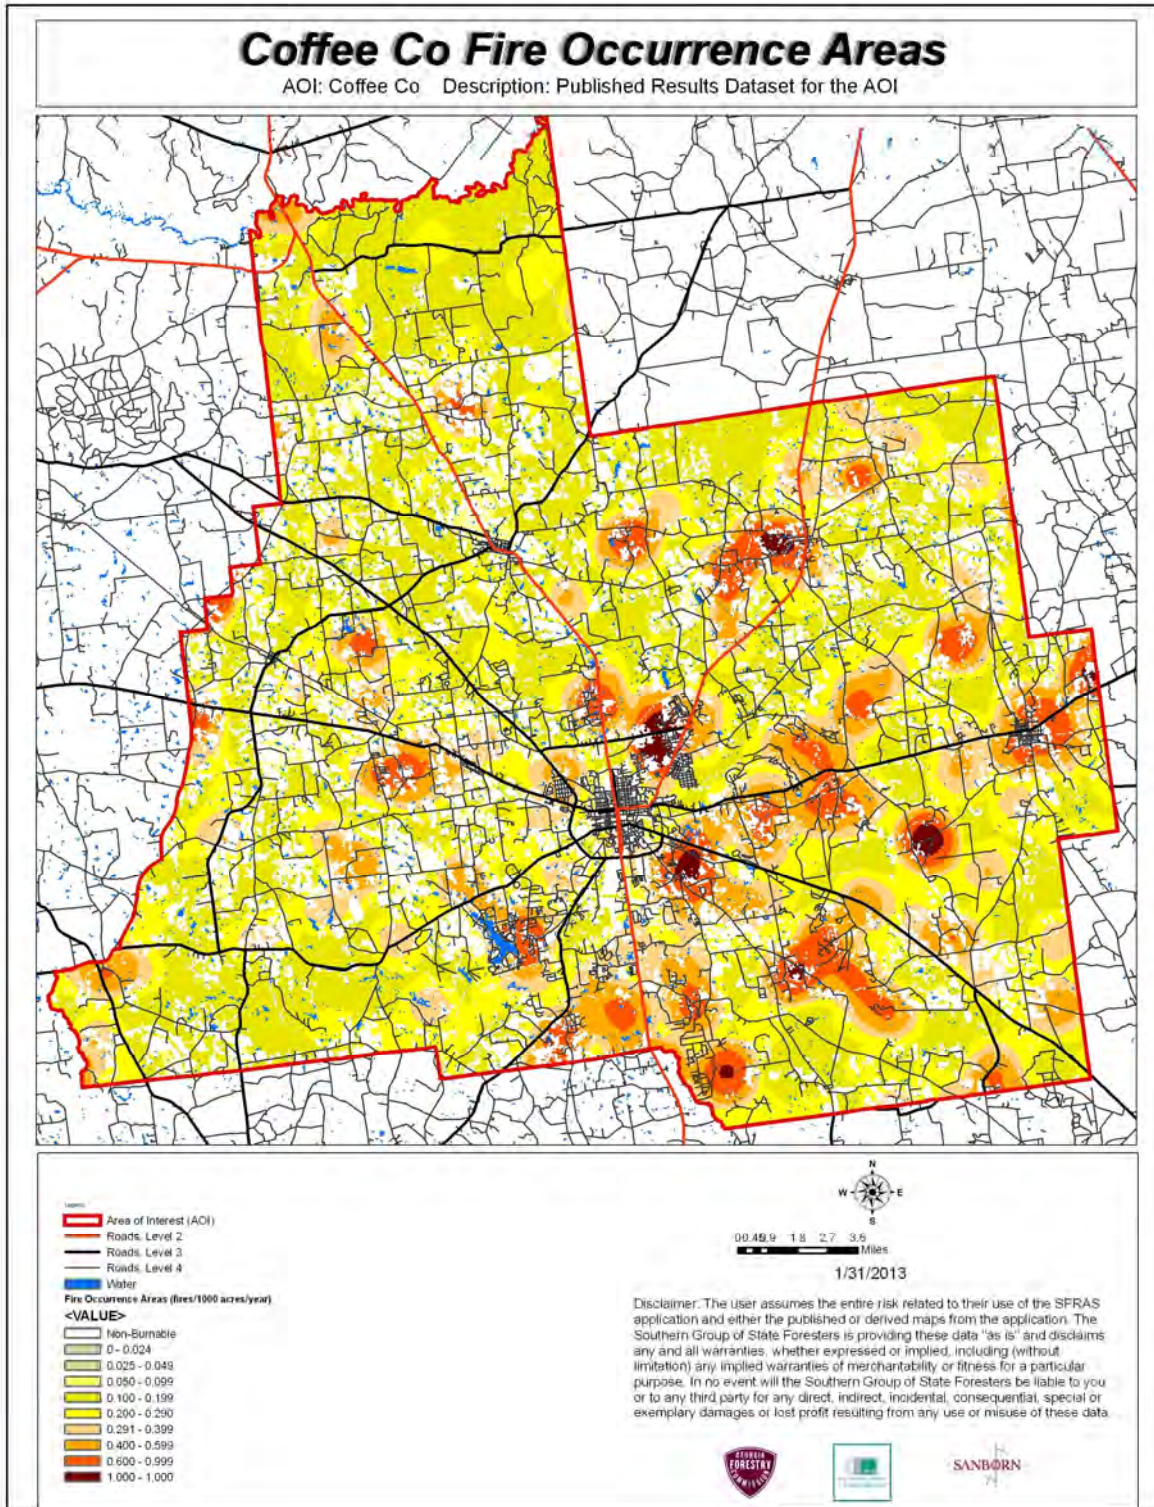 Coffee Co Fire Occurrence Areas
AOI: Coffee Co Description: Published Results Dataset for the AOI
Legend
Area of Interest (AOI)
Roads, Level 2
Roads, Level 3
Roads, Level 4
Water
Fire Occurrence Areas (fires/1000 acres/year)
<VALUE>
Non-Burnable
0 - 0.024
0.025 - 0.049
0.050 - 0.099
0.100 - 0.199
0.200 - 0.290
0.291 - 0.399
0.400 - 0.599
0.600 - 0.999
1.000 - 1.000
N
W E
S
00.450.9 1.8 2.7 3.6
Miles
1/31/2013
Disclaimer: The user assumes the entire risk related to their use of the SFRAS
application and either the published or derived maps from the application. The
Southern Group of State Foresters is providing these data "as is" and disclaims
any and all warranties, whether expressed or implied, including (without
limitation) any implied warranties of merchantability or fitness for a particular
purpose. In no event will the Southern Group of State Foresters be liable to you
or to any third party for any direct, indirect, incidental, consequential, special or
exemplary damages or lost profit resulting from any use or misuse of these data.
GEORGIA
FORESTRY
COMMISSION
SANBORN